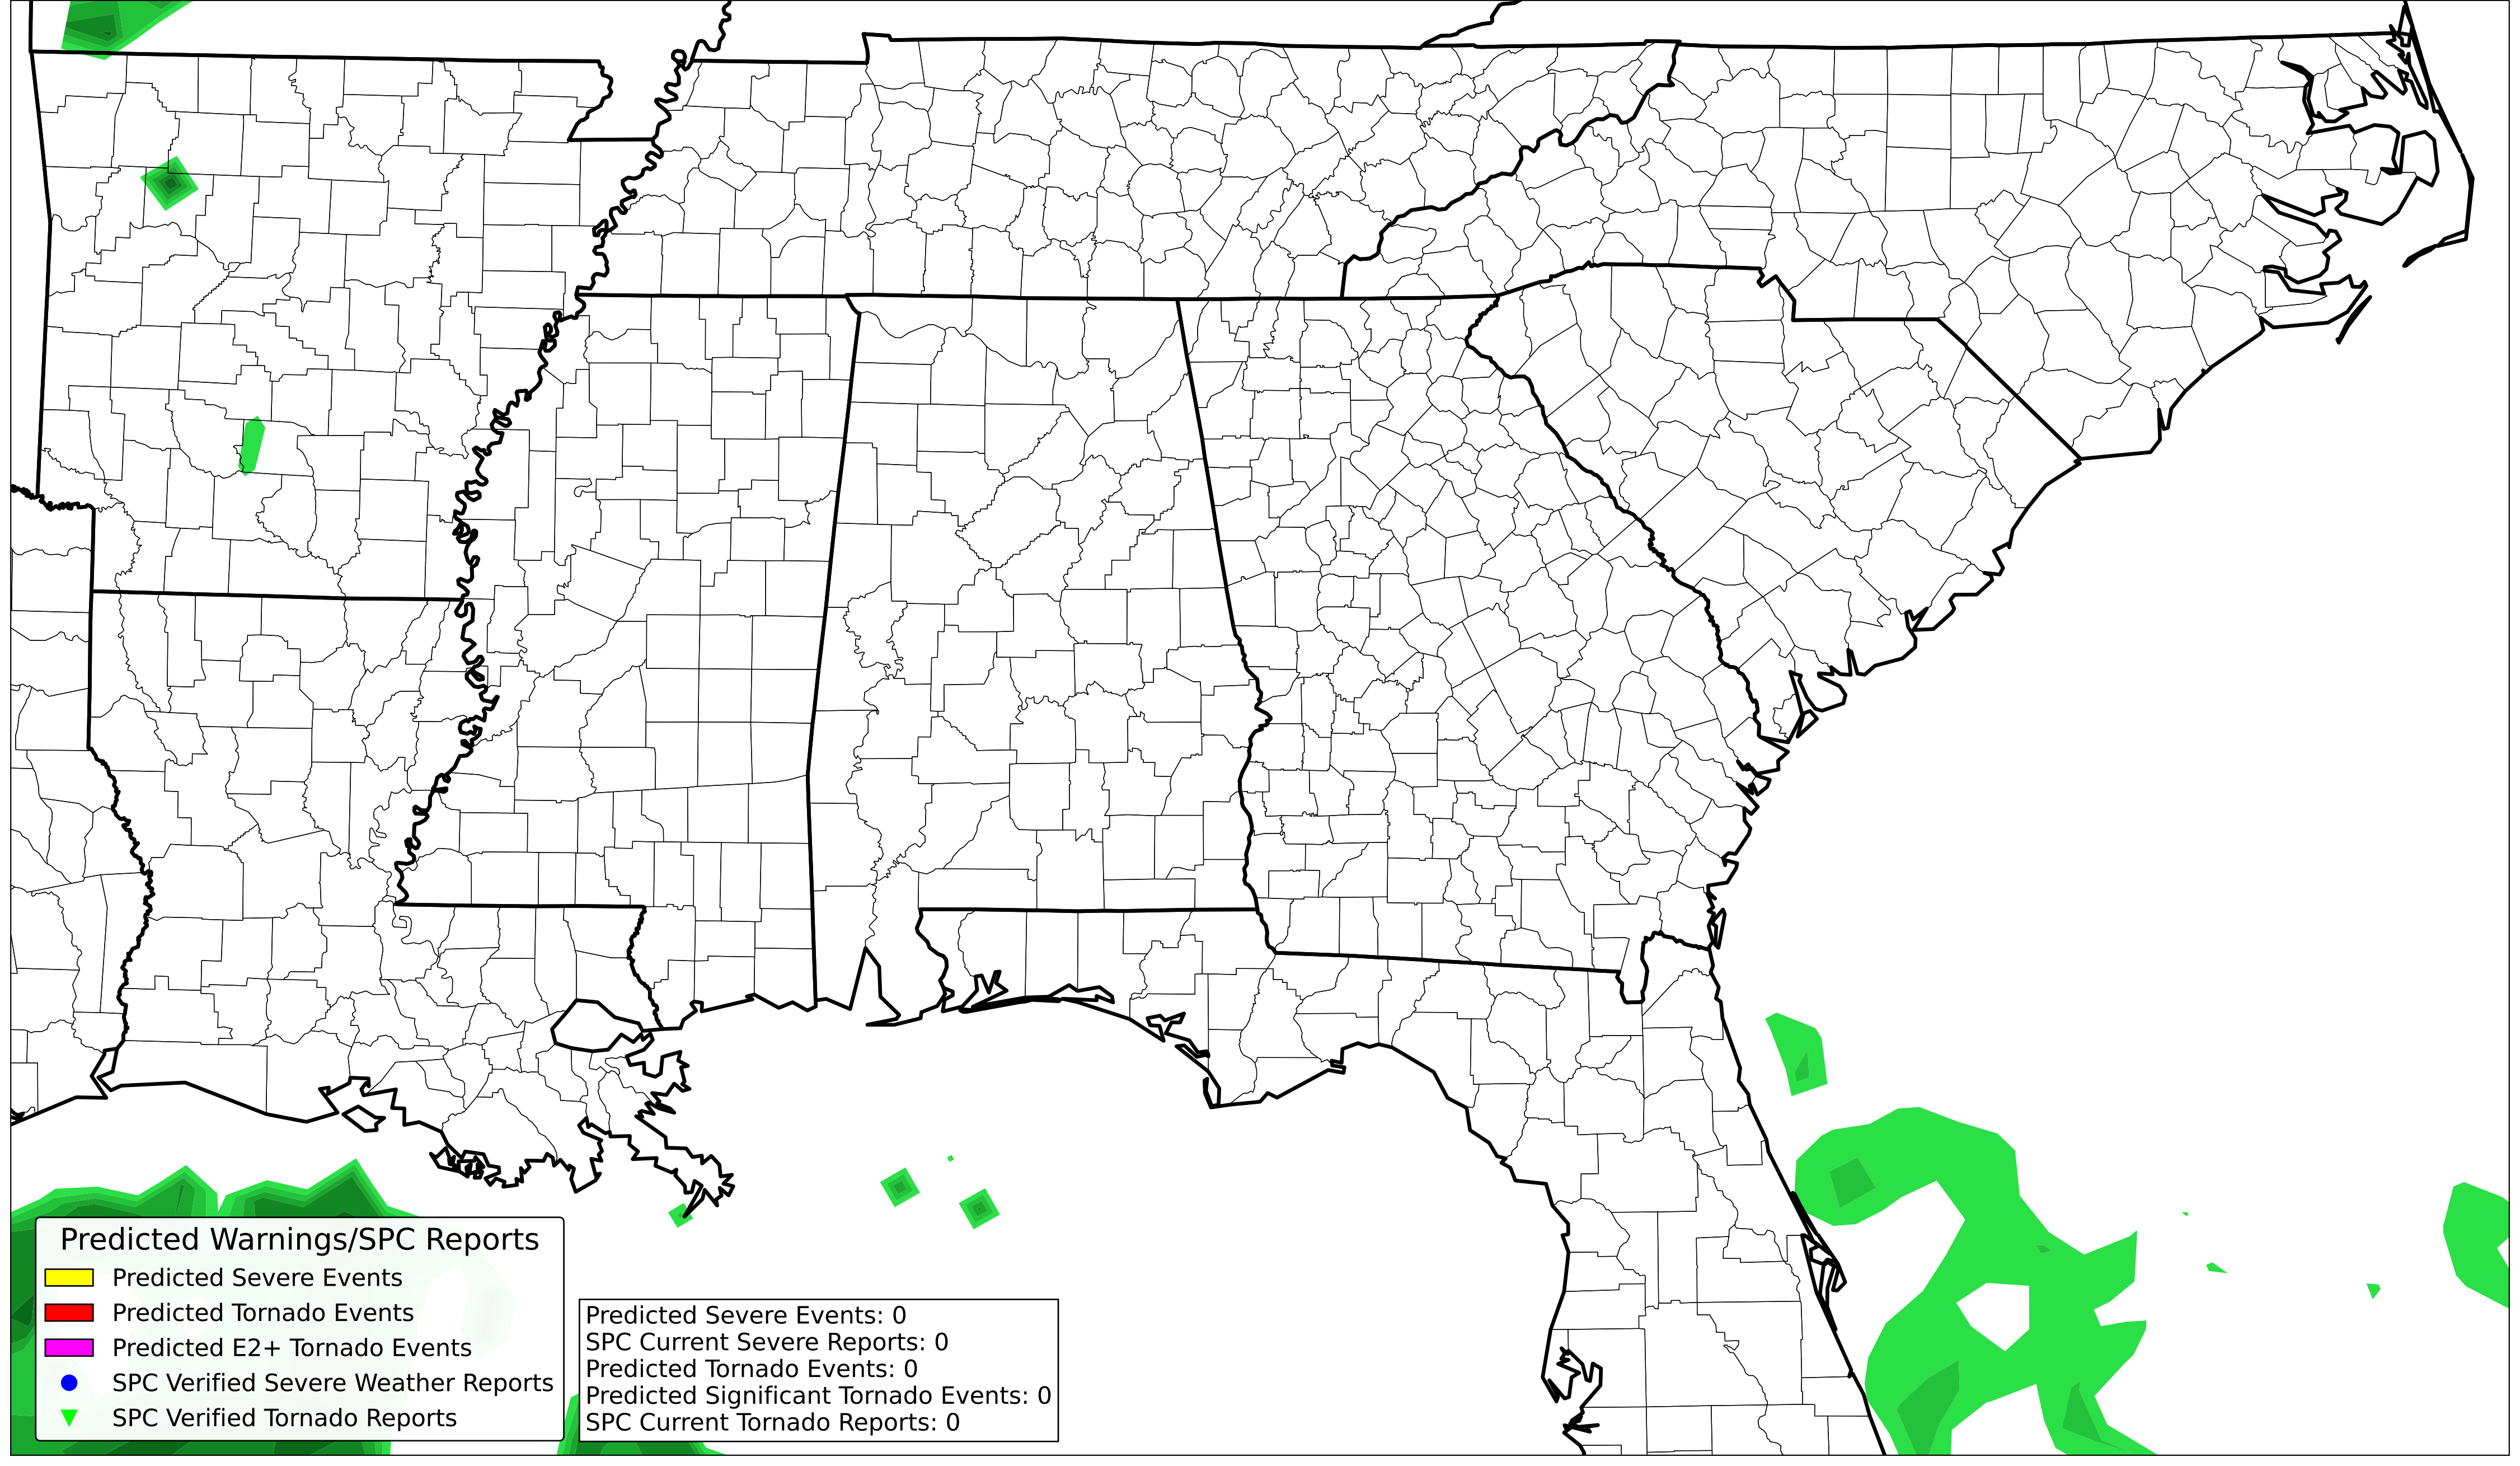 Predicted Warnings/SPC Reports
Predicted Severe Events
Predicted Tornado Events
Predicted E2+ Tornado Events
SPC Verified Severe Weather Reports
SPC Verified Tornado Reports
Predicted Severe Events: 0
SPC Current Severe Reports: 0
Predicted Tornado Events: 0
Predicted Significant Tornado Events: 0
SPC Current Tornado Reports: 0